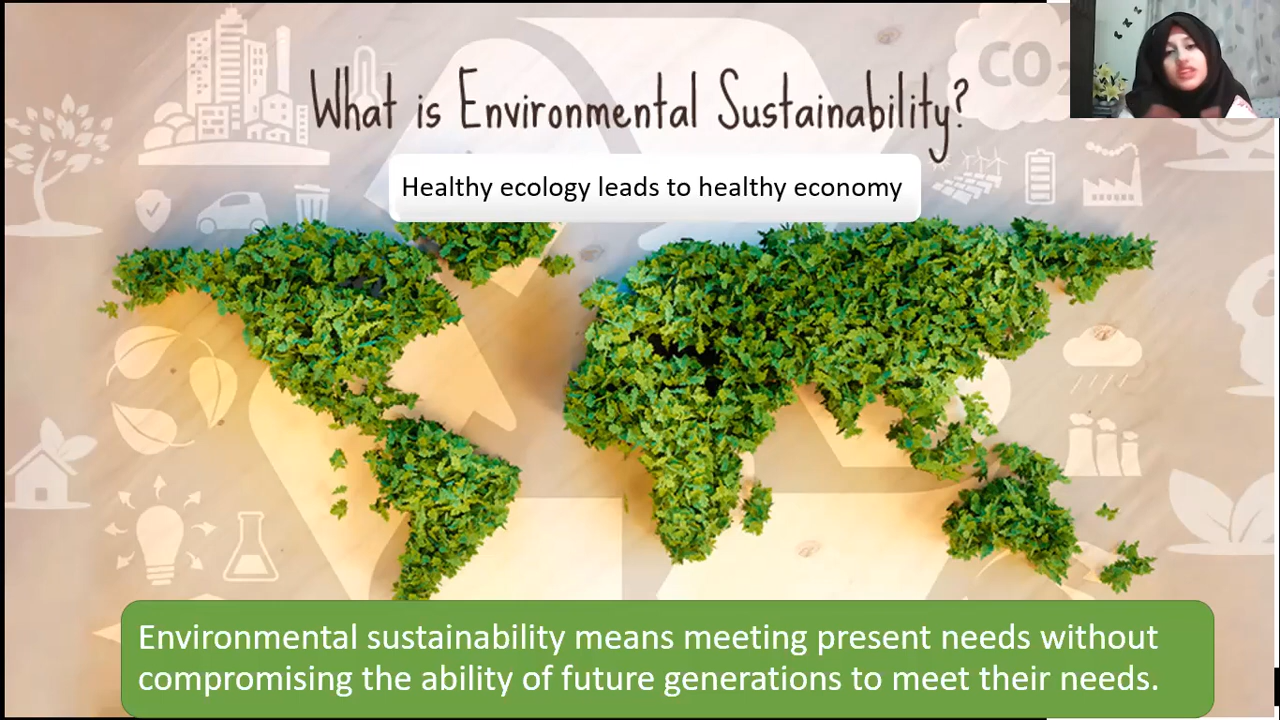 What is Environmental Sustainability?
CO2
Healthy ecology leads to healthy economy
Environmental sustainability means meeting present needs without
compromising the ability of future generations to meet their needs.